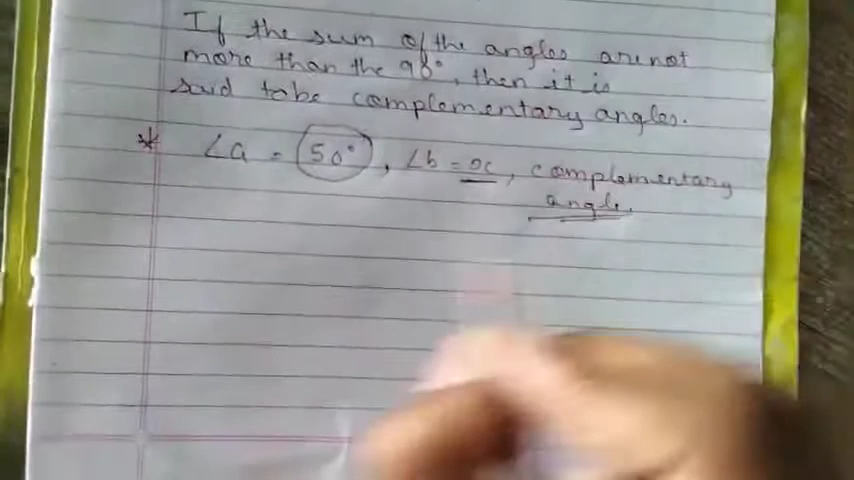 If the sum of the angles are not
more than the 90°, then it is
said to be complementary angles.
* ∠a = 50°, ∠b = x, complementary
angle.